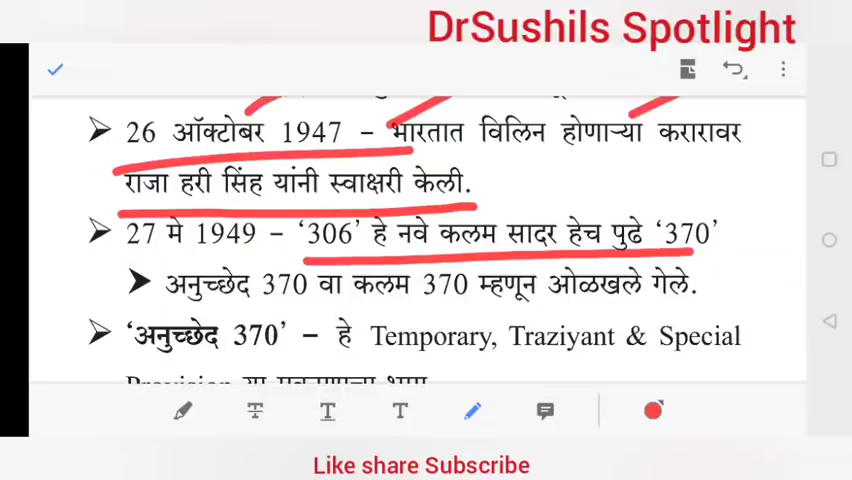 DrSushils Spotlight
➤ 26 ऑक्टोबर 1947 – भारतात विलिन होणाऱ्या करारावर
राजा हरी सिंह यांनी स्वाक्षरी केली.
➤ 27 मे 1949 – ‘306’ हे नवे कलम सादर हेच पुढे ‘370’
➤ अनुच्छेद 370 वा कलम 370 म्हणून ओळखले गेले.
➤ ‘अनुच्छेद 370’ – हे Temporary, Traziyant & Special
Provision या
T T T
Like share Subscribe